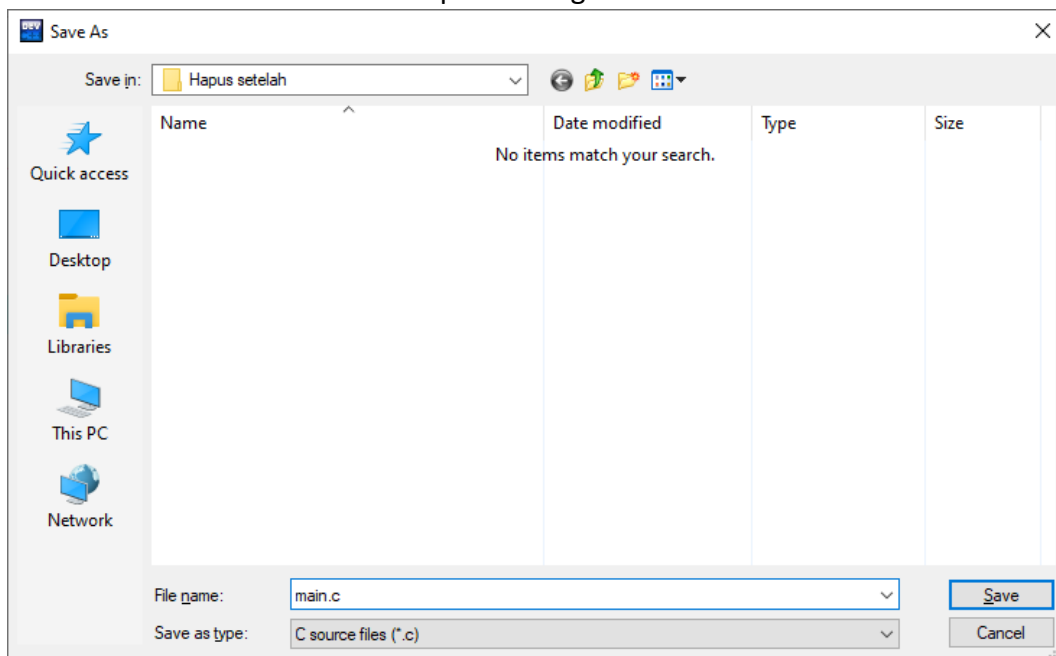 DEV
Save As
Save in:
Hapus setelah
Name
Date modified
Type
Size
No items match your search.
Quick access
Desktop
Libraries
This PC
Network
File name:
main.c
Save
Save as type:
C source files (*.c)
Cancel